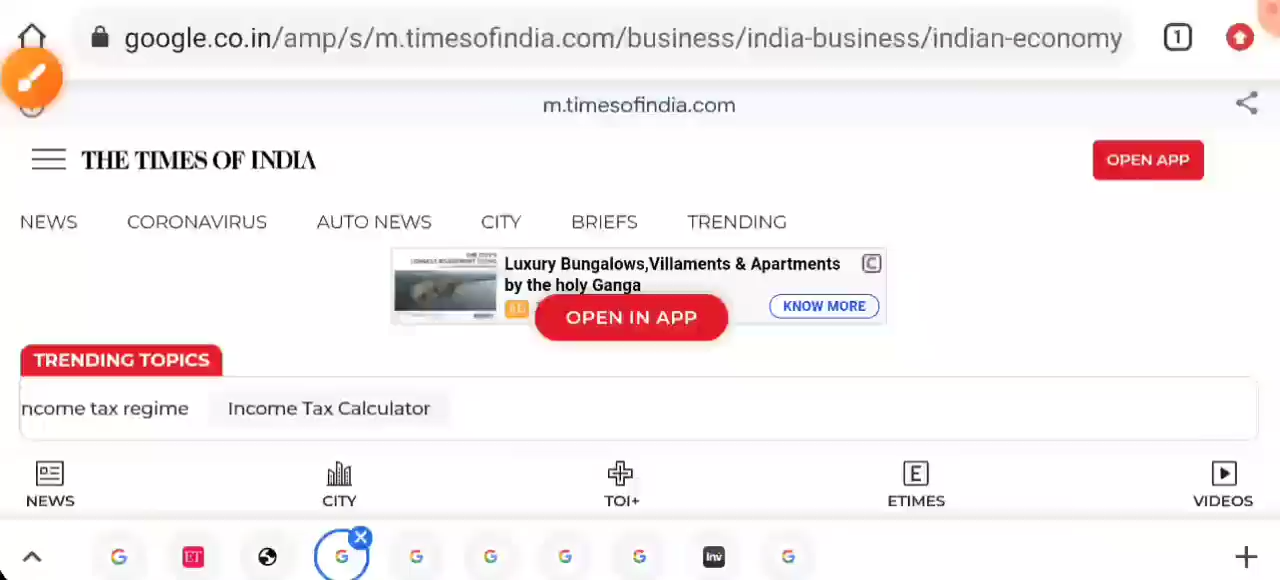 google.co.in/amp/s/m.timesofindia.com/business/india-business/indian-economy
1
m.timesofindia.com
THE TIMES OF INDIA
OPEN APP
NEWS CORONAVIRUS AUTO NEWS CITY BRIEFS TRENDING
Luxury Bungalows,Villaments & Apartments
by the holy Ganga
KNOW MORE
OPEN IN APP
TRENDING TOPICS
ncome tax regime Income Tax Calculator
E
NEWS CITY TOI+ ETIMES VIDEOS
G ET G G G G G Inv G